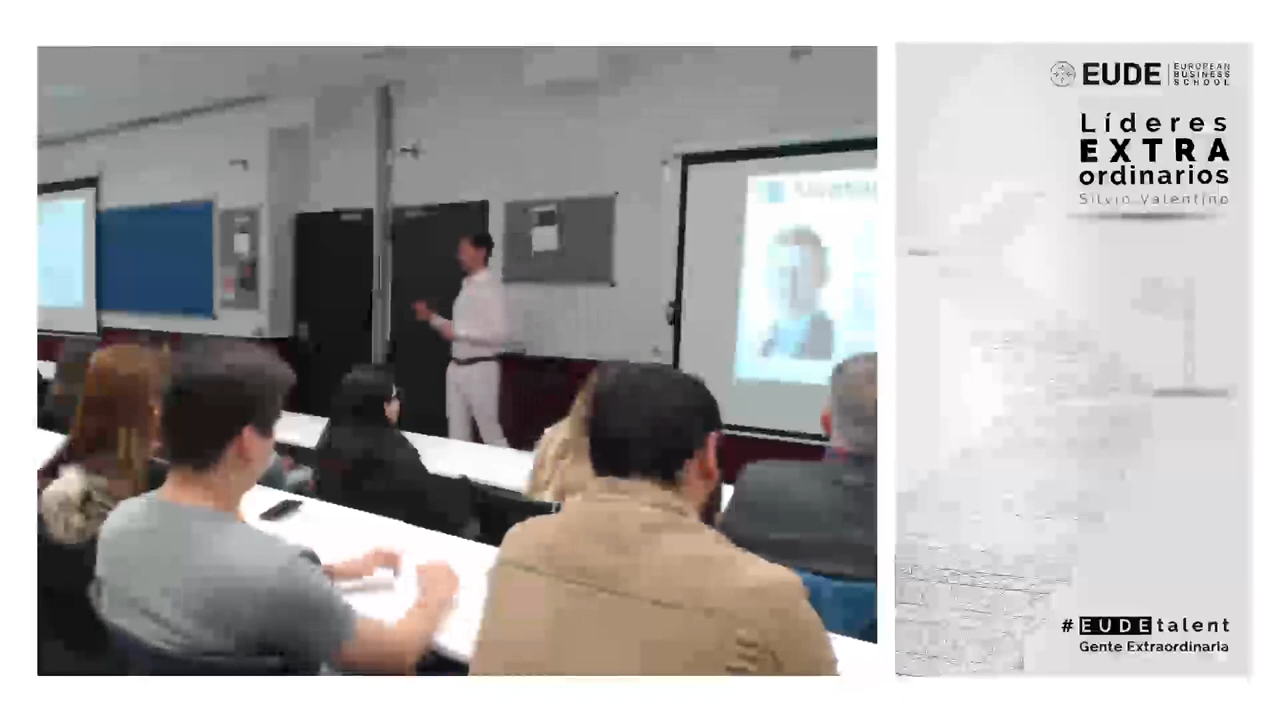 EUDE
EUROPEAN
BUSINESS
SCHOOL
Líderes
EXTRA
ordinarios
Silvio Valentino
#EUDEtalent
Gente Extraordinaria